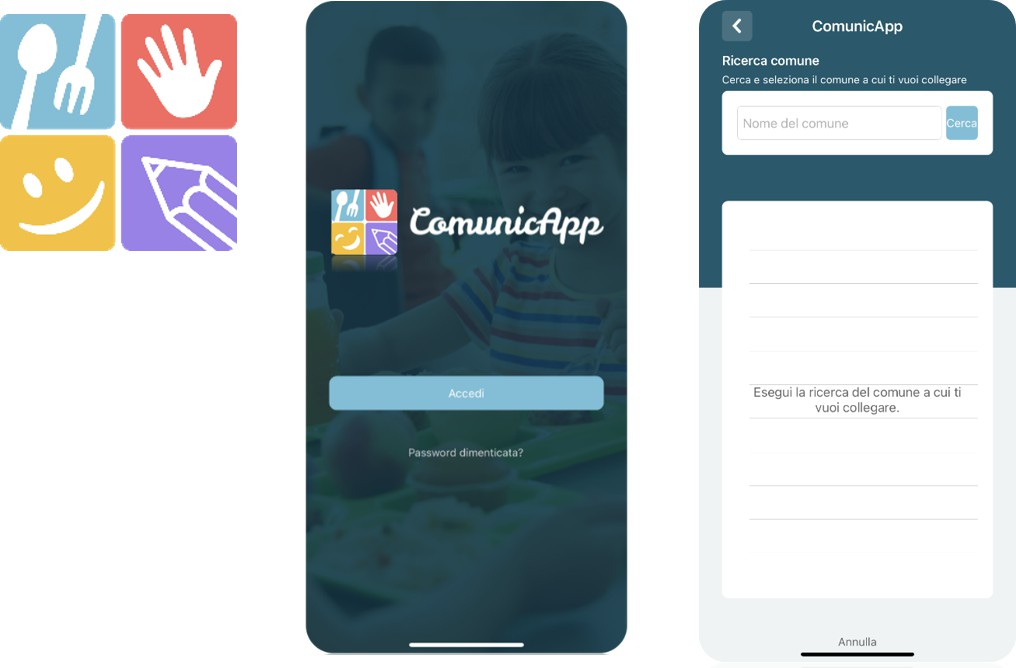 ComunicApp
Accedi
Password dimenticata?
ComunicApp
Ricerca comune
Cerca e seleziona il comune a cui ti vuoi collegare
Nome del comune
Cerca
Esegui la ricerca del comune a cui ti
vuoi collegare.
Annulla